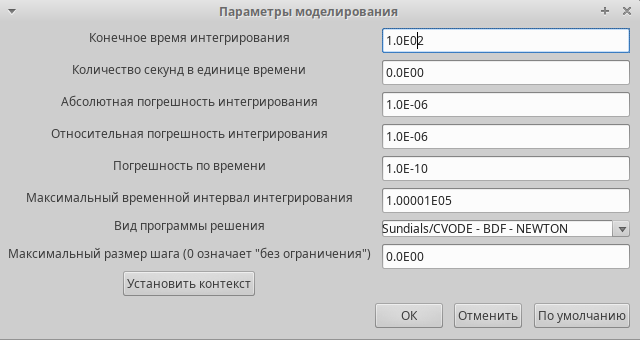 Параметры моделирования
Конечное время интегрирования 1.0E02
Количество секунд в единице времени 0.0E00
Абсолютная погрешность интегрирования 1.0E-06
Относительная погрешность интегрирования 1.0E-06
Погрешность по времени 1.0E-10
Максимальный временной интервал интегрирования 1.00001E05
Вид программы решения Sundials/CVODE - BDF - NEWTON
Максимальный размер шага (0 означает "без ограничения") 0.0E00
Установить контекст
ОК Отменить По умолчанию